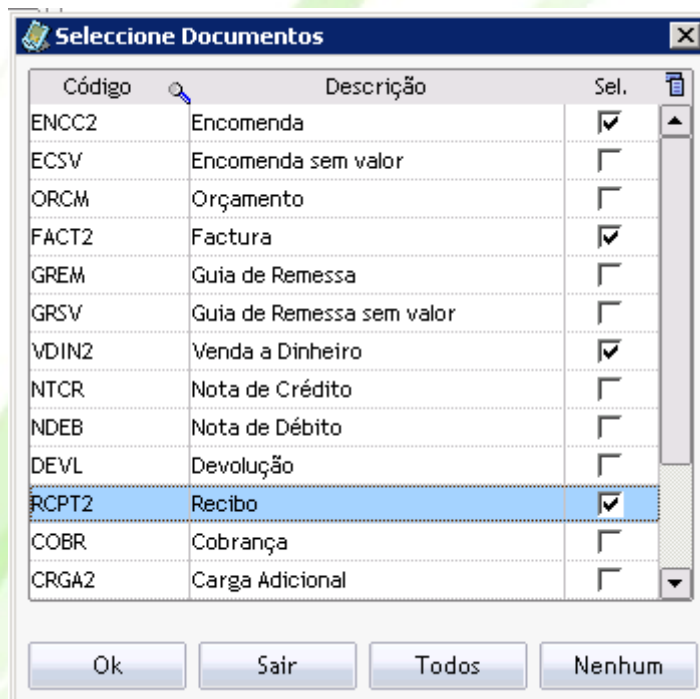 Seleccione Documentos
Código Descrição Sel.
ENCC2 Encomenda
ECSV Encomenda sem valor
ORCM Orçamento
FACT2 Factura
GREM Guia de Remessa
GRSV Guia de Remessa sem valor
VDIN2 Venda a Dinheiro
NTCR Nota de Crédito
NDEB Nota de Débito
DEVL Devolução
RCPT2 Recibo
COBR Cobrança
CRGA2 Carga Adicional
Ok Sair Todos Nenhum